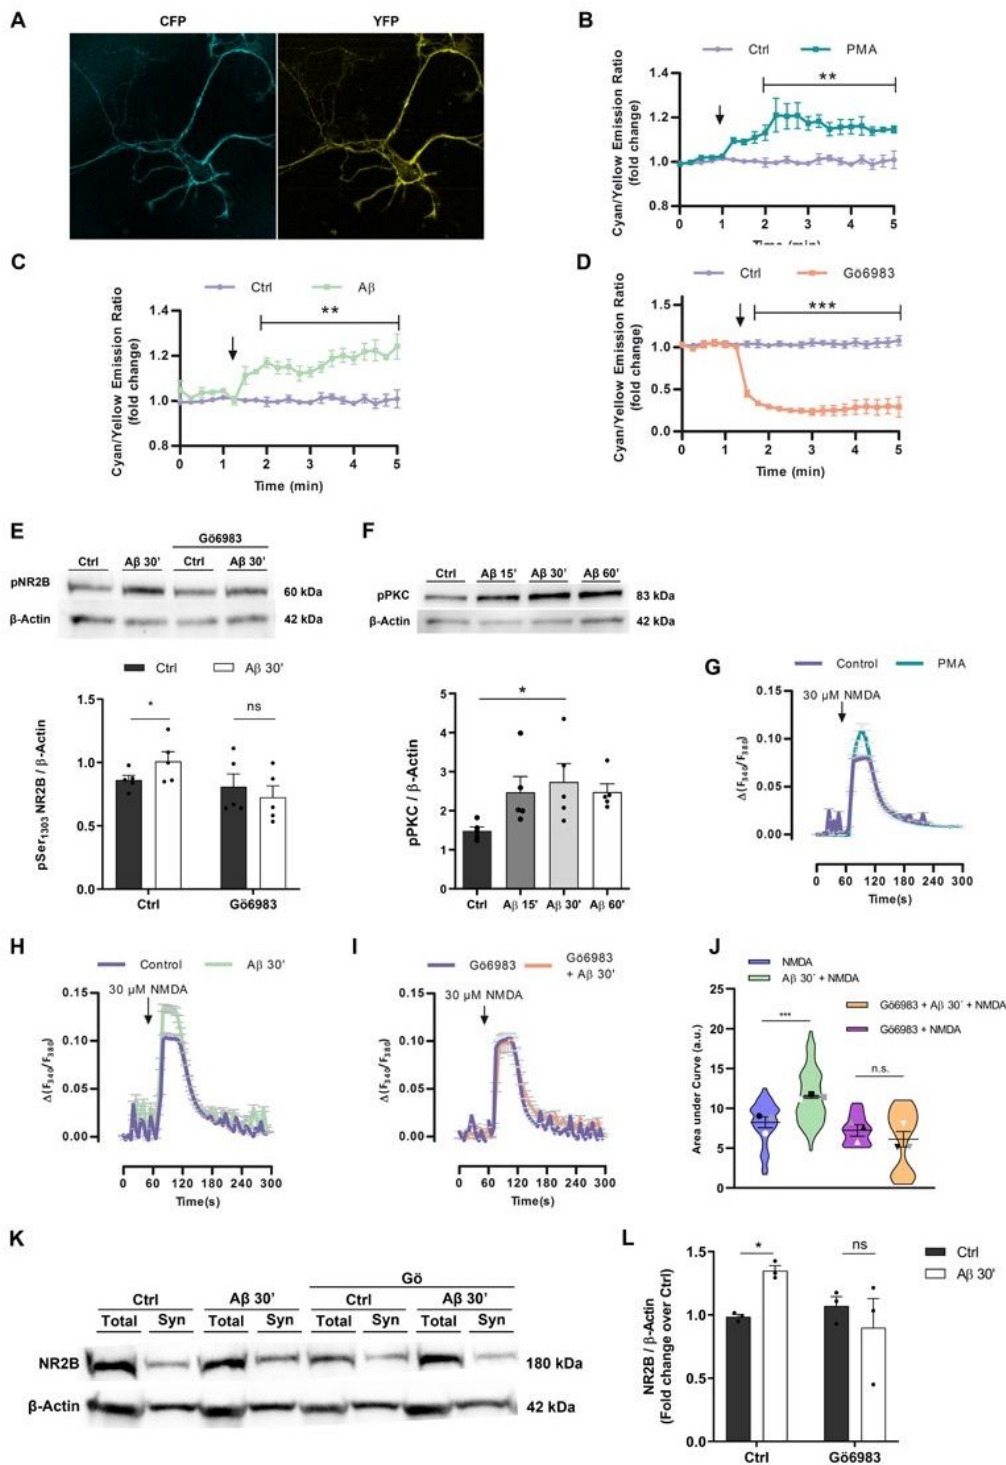 A
CFP
YFP
B
Ctrl
PMA
**
Cyan/Yellow Emission Ratio
(fold change)
1.4
1.2
1.0
0.8
0 1 2 3 4 5
Time (min)
C
Ctrl
Aβ
**
Cyan/Yellow Emission Ratio
(fold change)
1.4
1.2
1.0
0.8
0 1 2 3 4 5
Time (min)
D
Ctrl
Gö6983
***
Cyan/Yellow Emission Ratio
(fold change)
1.5
1.0
0.5
0.0
0 1 2 3 4 5
Time (min)
E
Gö6983
Ctrl Aβ 30' Ctrl Aβ 30'
pNR2B 60 kDa
β-Actin 42 kDa
Ctrl Aβ 30'
* ns
pSer1303 NR2B / β-Actin
1.5
1.0
0.5
0.0
Ctrl Gö6983
F
Ctrl Aβ 15' Aβ 30' Aβ 60'
pPKC 83 kDa
β-Actin 42 kDa
*
pPKC / β-Actin
5
4
3
2
1
0
Ctrl Aβ 15' Aβ 30' Aβ 60'
G
Control PMA
30 µM NMDA
Δ(F340/F380)
0.15
0.10
0.05
0.00
0 60 120 180 240 300
Time(s)
H
Control Aβ 30'
30 µM NMDA
Δ(F340/F380)
0.15
0.10
0.05
0.00
0 60 120 180 240 300
Time(s)
I
Gö6983
Gö6983
+ Aβ 30'
30 µM NMDA
Δ(F340/F380)
0.15
0.10
0.05
0.00
0 60 120 180 240 300
Time(s)
J
NMDA
Aβ 30' + NMDA
Gö6983 + Aβ 30' + NMDA
Gö6983 + NMDA
***
n.s.
Area under Curve (a.u.)
25
20
15
10
5
0
K
Gö
Ctrl Aβ 30' Ctrl Aβ 30'
Total Syn Total Syn Total Syn Total Syn
NR2B 180 kDa
β-Actin 42 kDa
L
Ctrl
Aβ 30'
* ns
NR2B / β-Actin
(Fold change over Ctrl)
1.5
1.0
0.5
0.0
Ctrl Gö6983